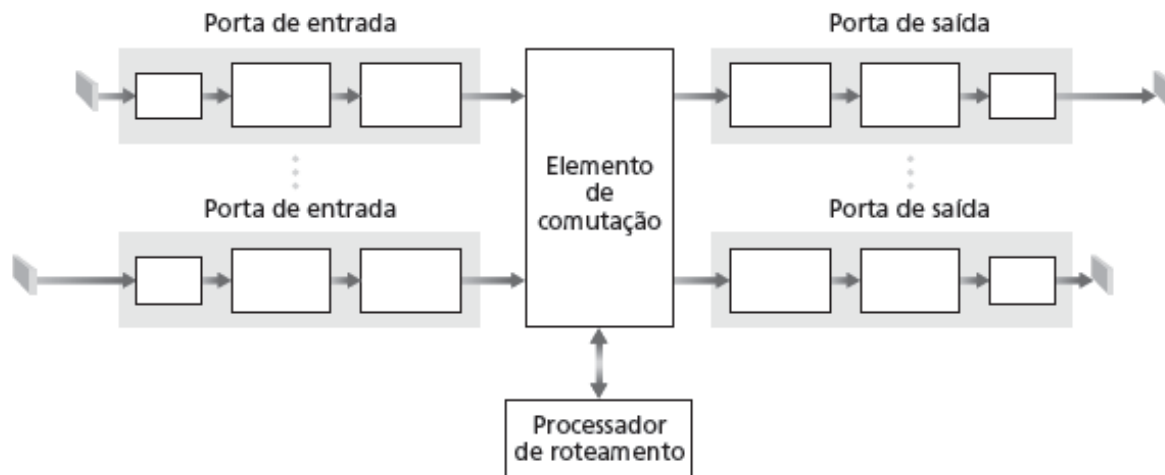 Porta de entrada
Porta de saída
Elemento
de
comutação
Porta de entrada
Porta de saída
Processador
de roteamento